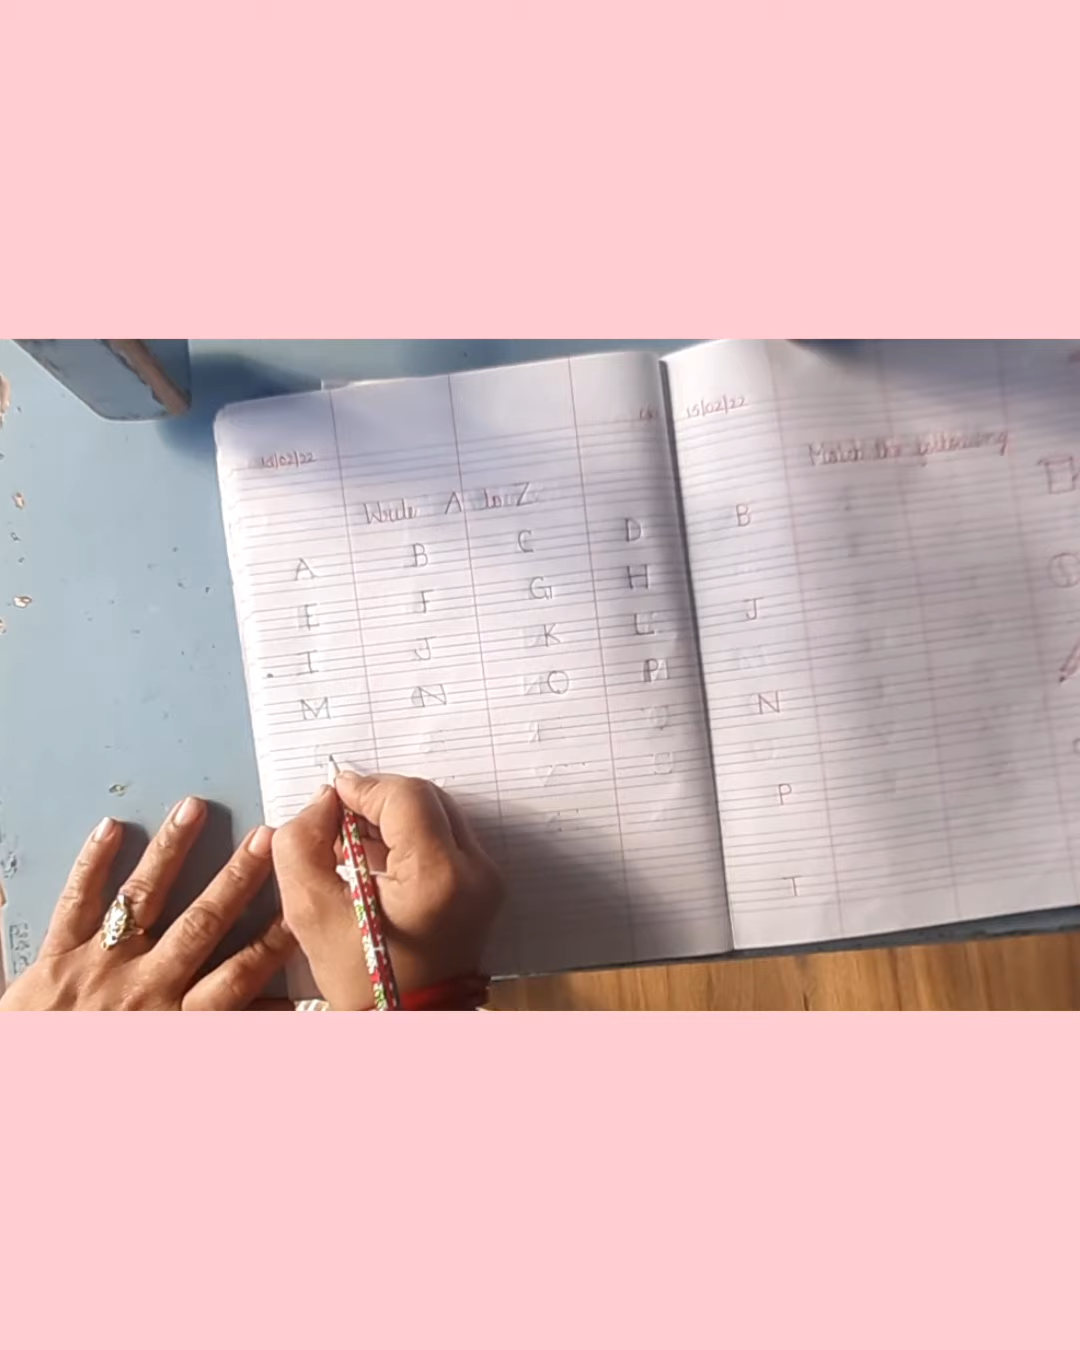 15/02/22
Write A to Z
A B C D
E F G H
I J K L
M N O P
15/02/22
Match the following
B
J
N
P
T